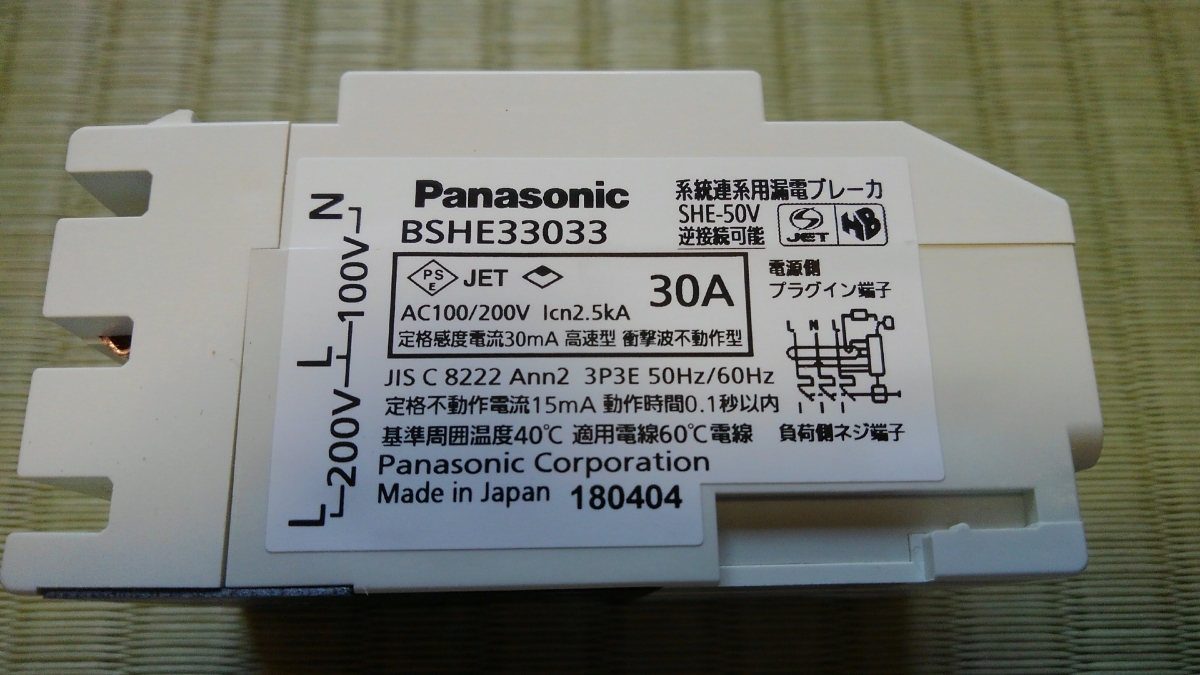 Panasonic
BSHE33033
系統連系用漏電ブレーカ
SHE-50V
逆接続可能
JET
HB
PS
E
JET
30A
AC100/200V Icn2.5kA
定格感度電流30mA 高速型 衝撃波不動作型
電源側
プラグイン端子
L N L
JIS C 8222 Ann2 3P3E 50Hz/60Hz
定格不動作電流15mA 動作時間0.1秒以内
基準周囲温度40℃ 適用電線60℃電線
負荷側ネジ端子
Panasonic Corporation
Made in Japan 180404
L 200V L 100V N